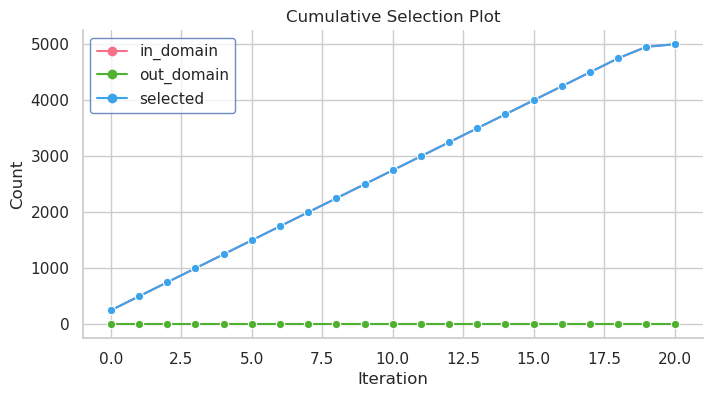 Cumulative Selection Plot
in_domain
out_domain
selected
5000
4000
3000
2000
1000
0
Count
0.0 2.5 5.0 7.5 10.0 12.5 15.0 17.5 20.0
Iteration